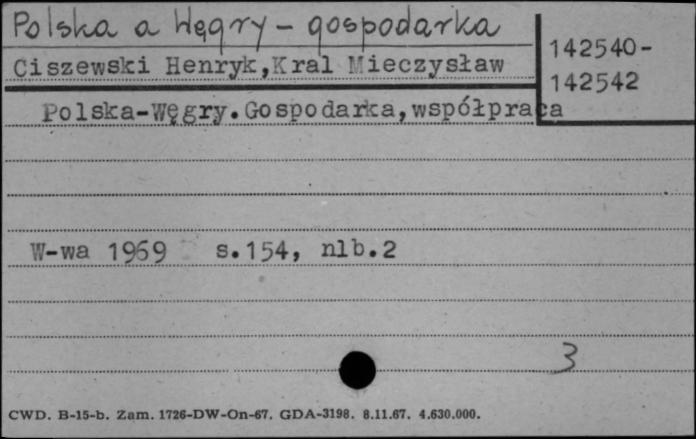 Polska a Węgry - gospodarka
Ciszewski Henryk,Kral Mieczysław
142540-
142542
Polska-Węgry.Gospodarka,współpraca
W-wa 1969 s.154, nlb.2
3
CWD. B-15-b. Zam. 1726-DW-On-67. GDA-3198. 8.11.67. 4.630.000.